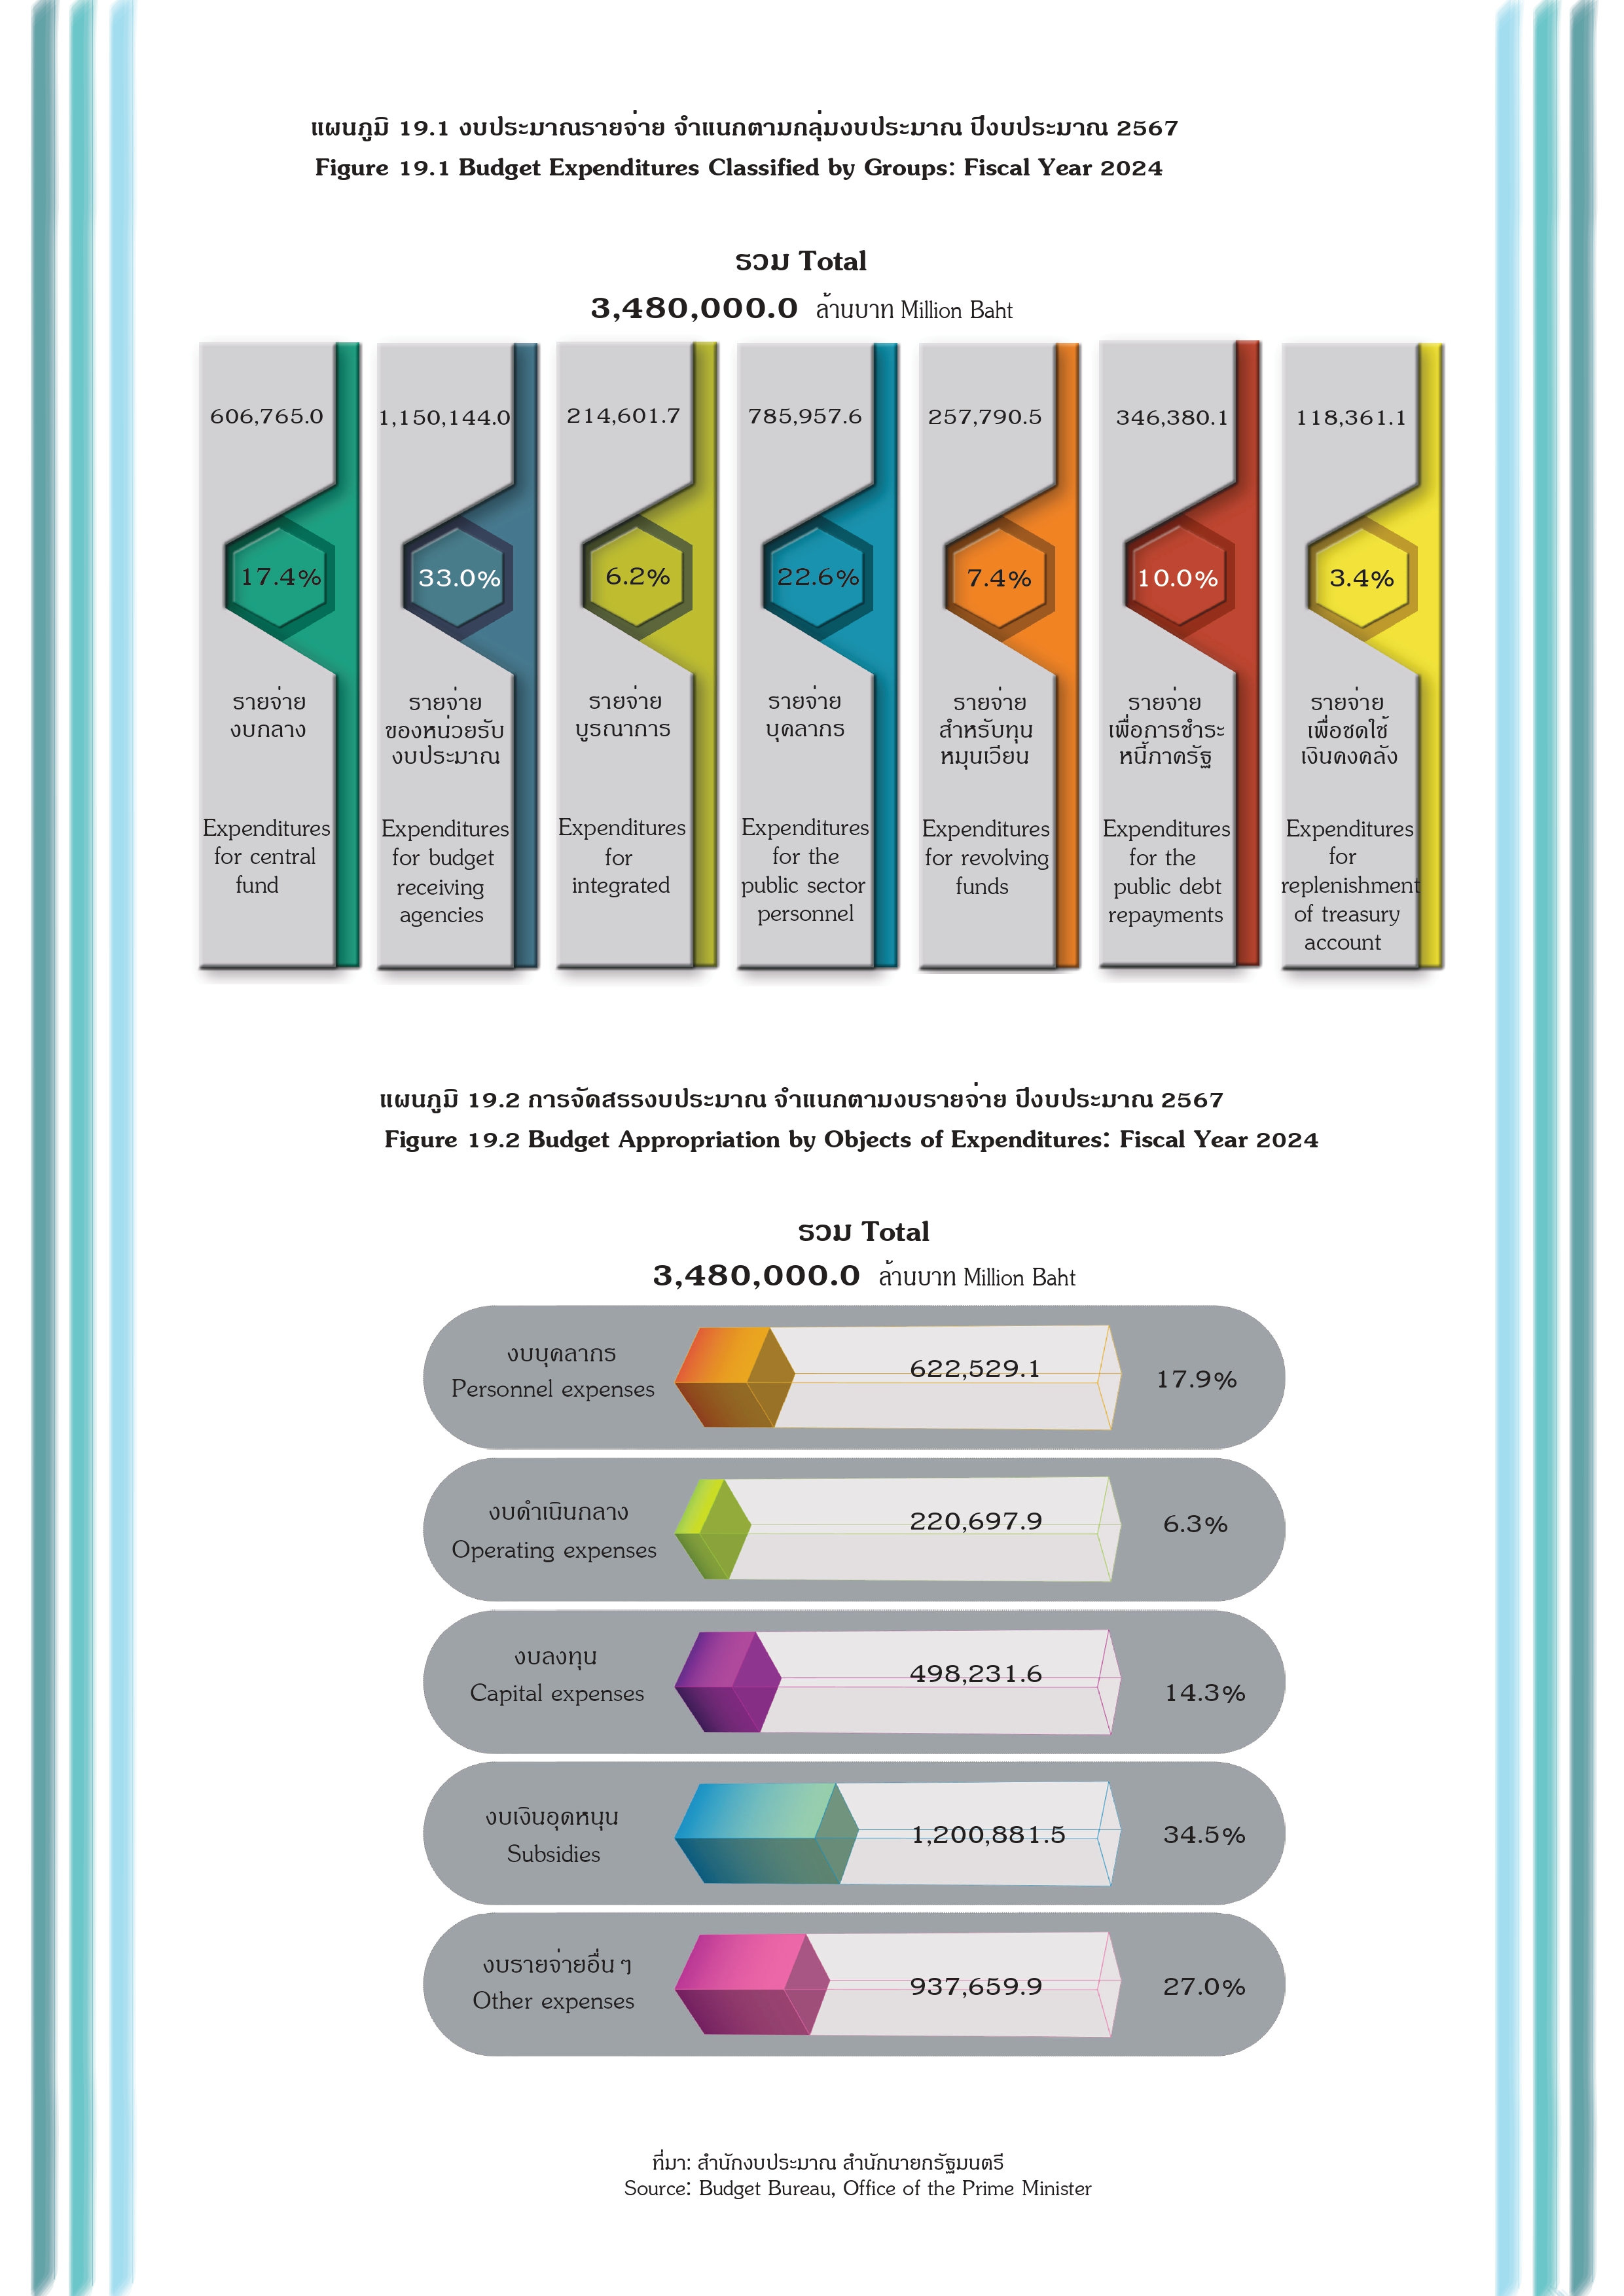 แผนภูมิ 19.1 งบประมาณรายจ่าย จำแนกตามกลุ่มงบประมาณ ปีงบประมาณ 2567
Figure 19.1 Budget Expenditures Classified by Groups: Fiscal Year 2024
รวม Total
3,480,000.0 ล้านบาท Million Baht
606,765.0
17.4%
รายจ่าย
งบกลาง
Expenditures
for central
fund
1,150,144.0
33.0%
รายจ่าย
ของหน่วยรับ
งบประมาณ
Expenditures
for budget
receiving
agencies
214,601.7
6.2%
รายจ่าย
บูรณาการ
Expenditures
for
integrated
785,957.6
22.6%
รายจ่าย
บุคลากร
Expenditures
for the
public sector
personnel
257,790.5
7.4%
รายจ่าย
สำหรับทุน
หมุนเวียน
Expenditures
for revolving
funds
346,380.1
10.0%
รายจ่าย
เพื่อการชำระ
หนี้ภาครัฐ
Expenditures
for the
public debt
repayments
118,361.1
3.4%
รายจ่าย
เพื่อชดใช้
เงินคงคลัง
Expenditures
for
replenishment
of treasury
account
แผนภูมิ 19.2 การจัดสรรงบประมาณ จำแนกตามงบรายจ่าย ปีงบประมาณ 2567
Figure 19.2 Budget Appropriation by Objects of Expenditures: Fiscal Year 2024
รวม Total
3,480,000.0 ล้านบาท Million Baht
งบบุคลากร
Personnel expenses
622,529.1
17.9%
งบดำเนินกลาง
Operating expenses
220,697.9
6.3%
งบลงทุน
Capital expenses
498,231.6
14.3%
งบเงินอุดหนุน
Subsidies
1,200,881.5
34.5%
งบรายจ่ายอื่น ๆ
Other expenses
937,659.9
27.0%
ที่มา: สำนักงบประมาณ สำนักนายกรัฐมนตรี
Source: Budget Bureau, Office of the Prime Minister